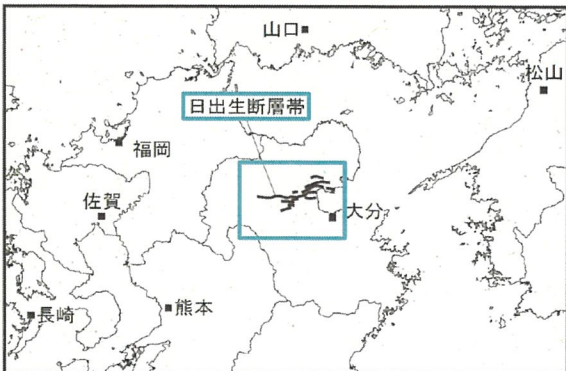 山口
松山
日出生断層帯
福岡
佐賀
大分
熊本
長崎